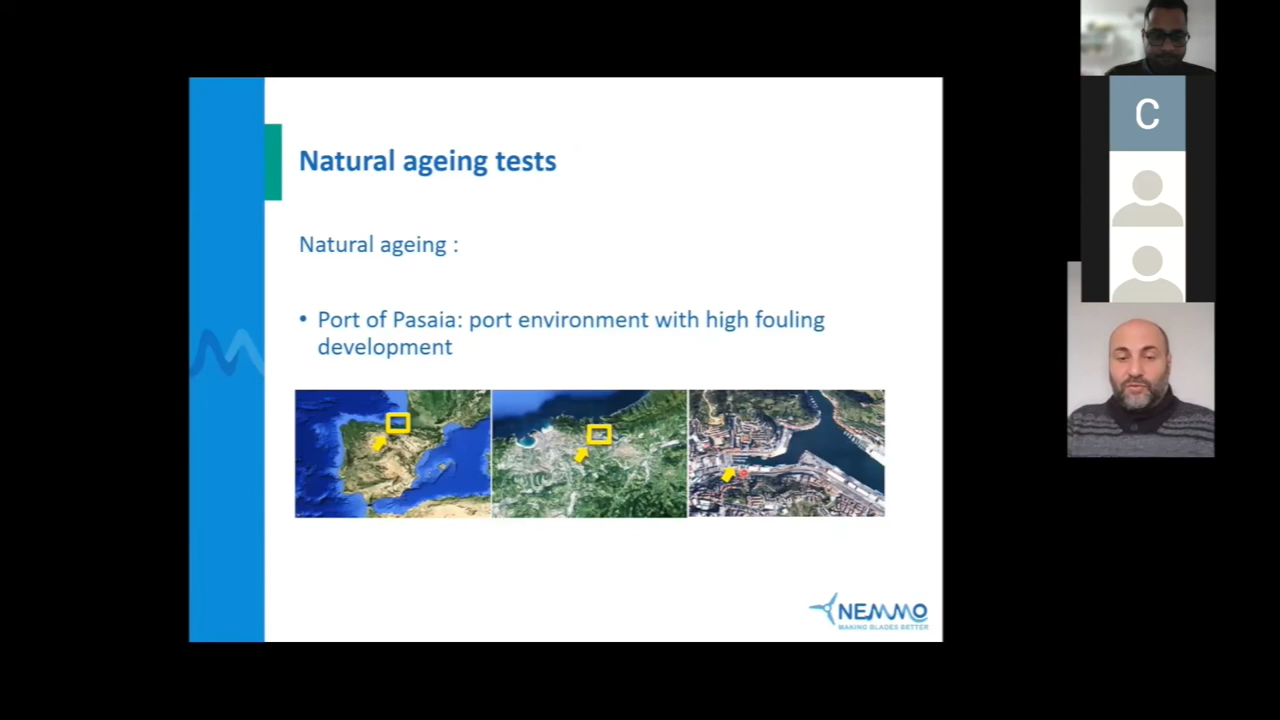 Natural ageing tests
Natural ageing :
• Port of Pasaia: port environment with high fouling
development
NEMMO
MAKING BLADES BETTER
C